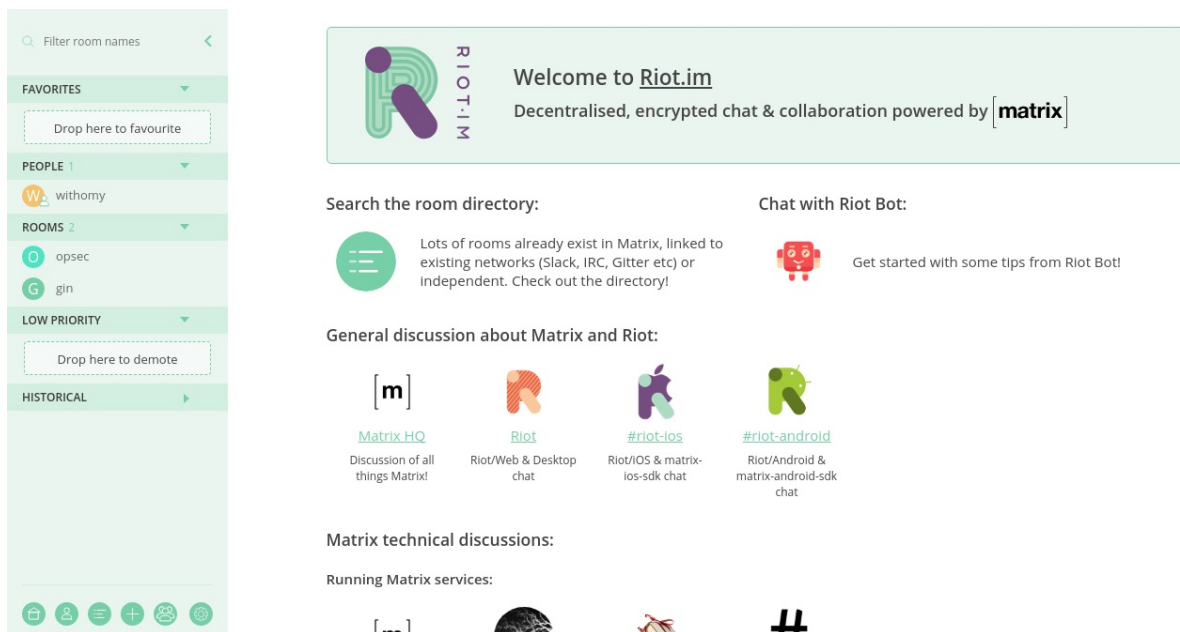 Filter room names
FAVORITES
Drop here to favourite
PEOPLE 1
W withomy
ROOMS 2
O opsec
G gin
LOW PRIORITY
Drop here to demote
HISTORICAL
RIOT·IM
Welcome to Riot.im
Decentralised, encrypted chat & collaboration powered by [matrix]
Search the room directory:
Lots of rooms already exist in Matrix, linked to
existing networks (Slack, IRC, Gitter etc) or
independent. Check out the directory!
Chat with Riot Bot:
Get started with some tips from Riot Bot!
General discussion about Matrix and Riot:
[m]
Matrix HQ
Discussion of all
things Matrix!
Riot
Riot/Web & Desktop
chat
#riot-ios
Riot/iOS & matrix-
ios-sdk chat
#riot-android
Riot/Android &
matrix-android-sdk
chat
Matrix technical discussions:
Running Matrix services:
[m]
#